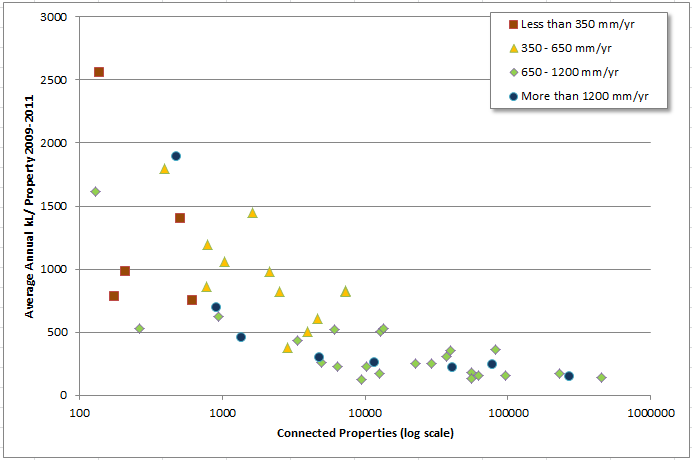 3000
Less than 350 mm/yr
350 - 650 mm/yr
650 - 1200 mm/yr
More than 1200 mm/yr
2500
2000
1500
1000
500
0
Average Annual kL/ Property 2009-2011
100 1000 10000 100000 1000000
Connected Properties (log scale)